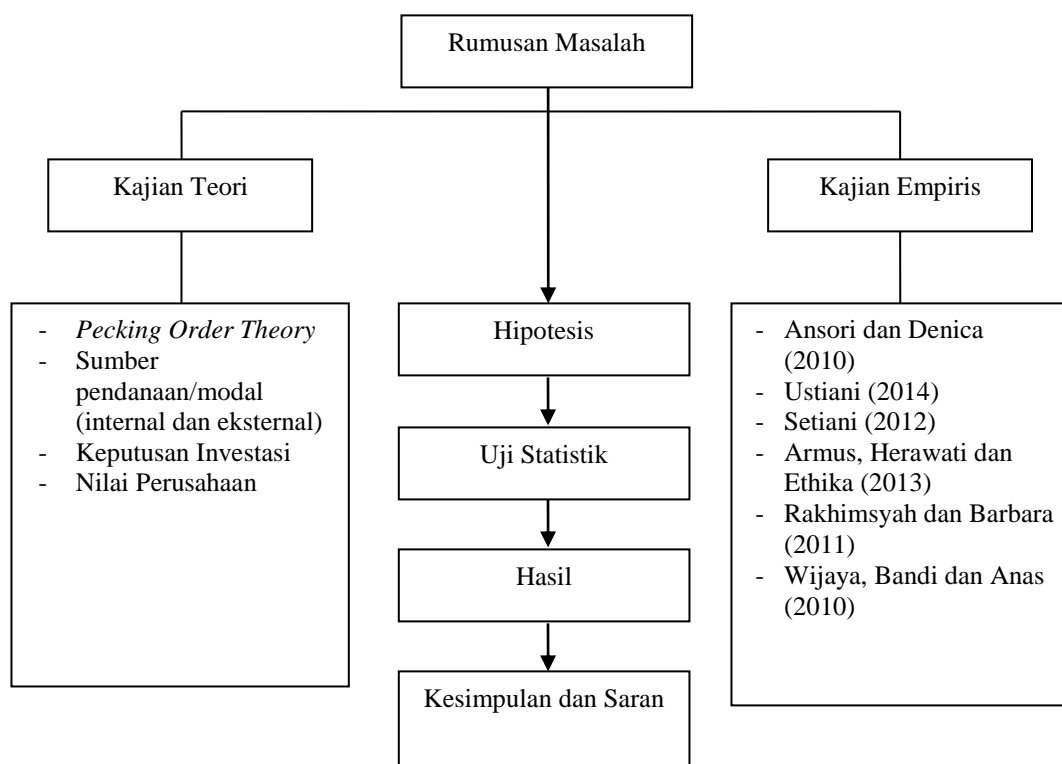 Rumusan Masalah
Kajian Teori
Kajian Empiris
- Pecking Order Theory
- Sumber
pendanaan/modal
(internal dan eksternal)
- Keputusan Investasi
- Nilai Perusahaan
Hipotesis
Uji Statistik
Hasil
Kesimpulan dan Saran
- Ansori dan Denica
(2010)
- Ustiani (2014)
- Setiani (2012)
- Armus, Herawati dan
Ethika (2013)
- Rakhimsyah dan Barbara
(2011)
- Wijaya, Bandi dan Anas
(2010)